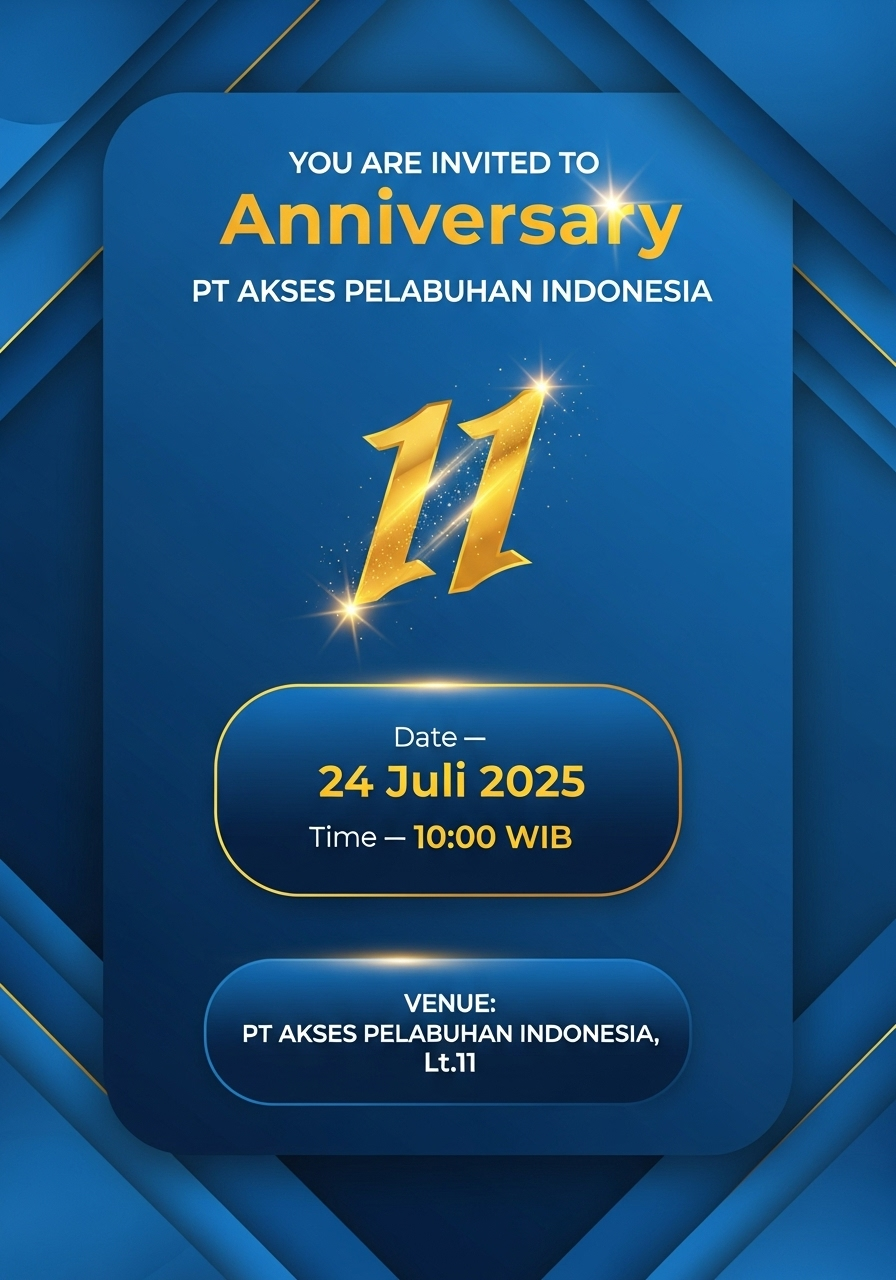 YOU ARE INVITED TO
Anniversary
PT AKSES PELABUHAN INDONESIA
11
Date —
24 Juli 2025
Time — 10:00 WIB
VENUE:
PT AKSES PELABUHAN INDONESIA,
Lt.11